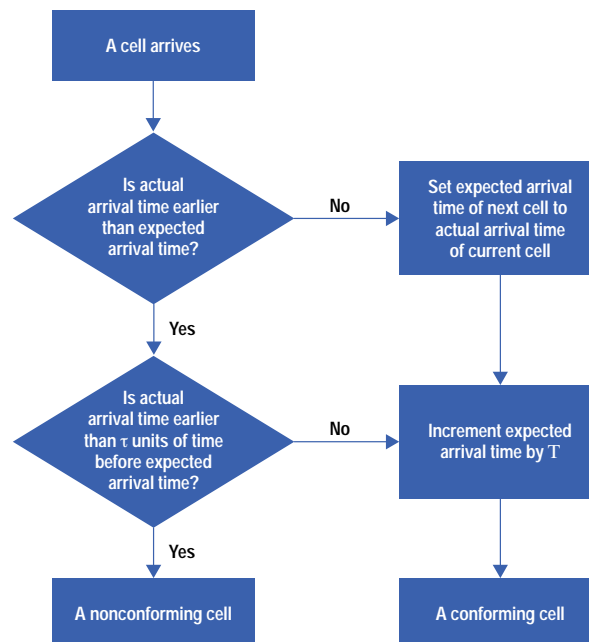 A cell arrives
Is actual
arrival time earlier
than expected
arrival time?
No
Set expected arrival
time of next cell to
actual arrival time
of current cell
Yes
Is actual
arrival time earlier
than τ units of time
before expected
arrival time?
No
Increment expected
arrival time by T
Yes
A nonconforming cell
A conforming cell